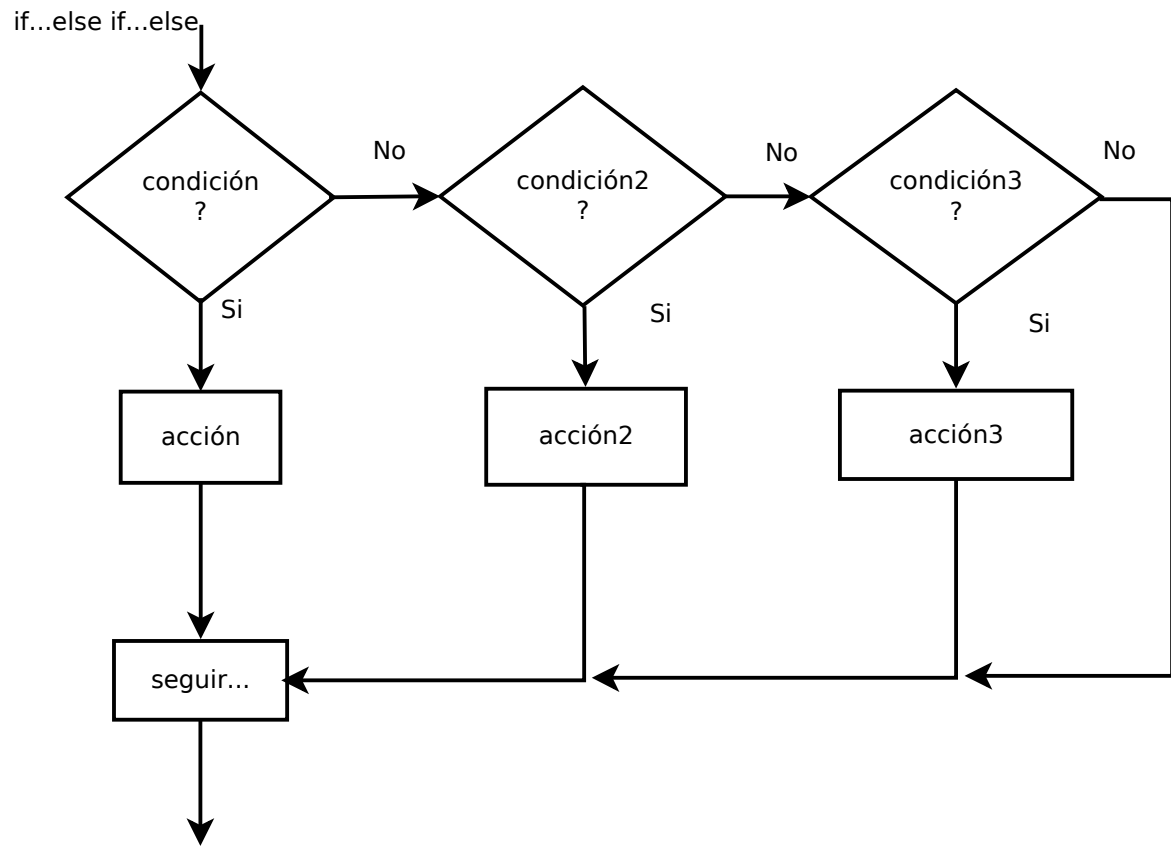 if...else if...else
No
No
No
condición
?
condición2
?
condición3
?
Si
Si
Si
acción
acción2
acción3
seguir...